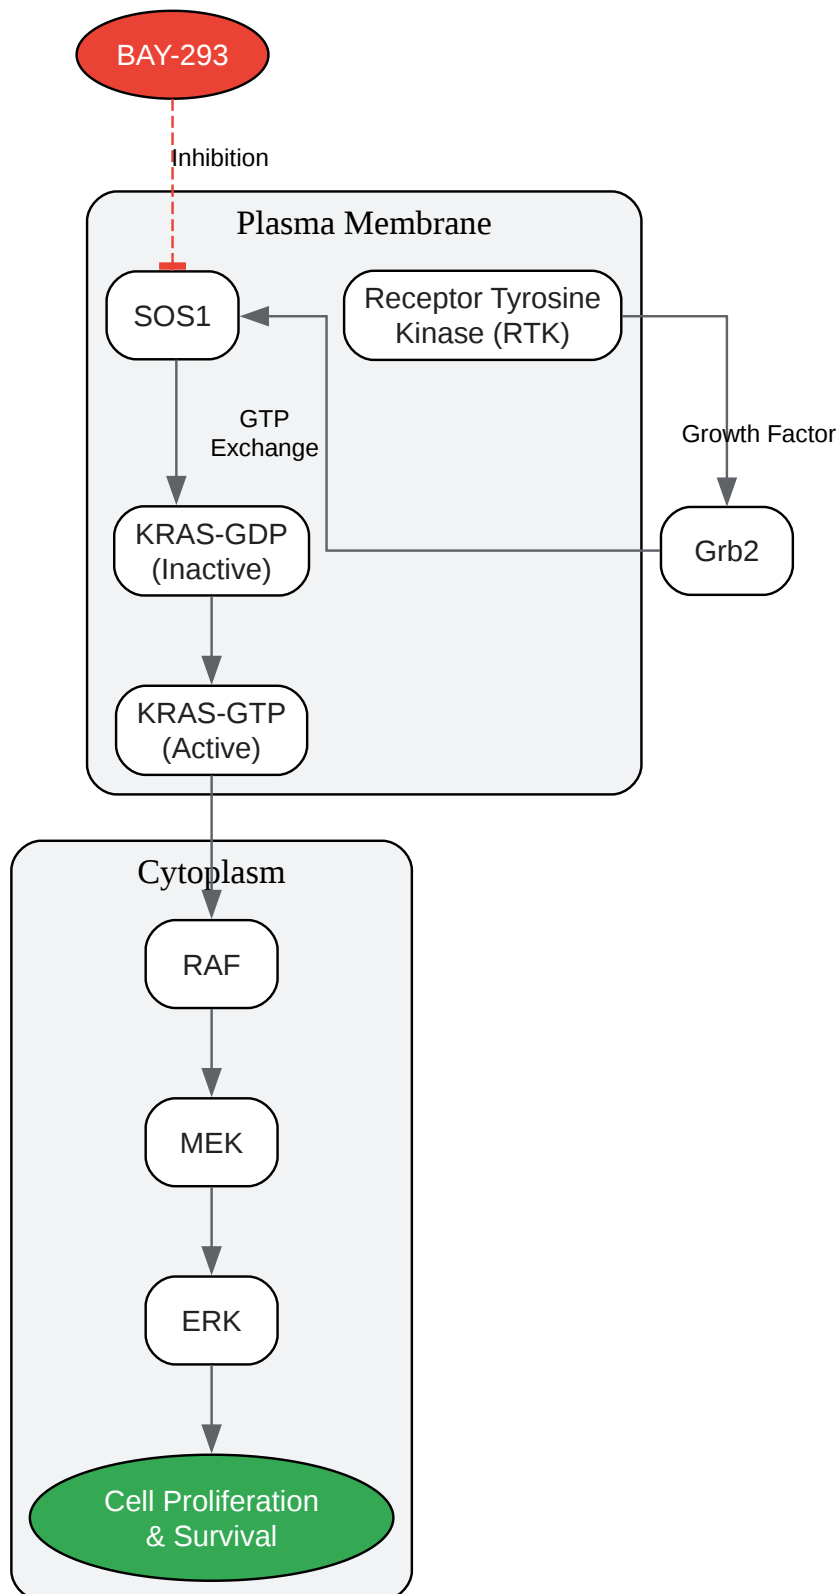 BAY-293
Inhibition
Plasma Membrane
SOS1
Receptor Tyrosine
Kinase (RTK)
GTP
Exchange
Growth Factor
KRAS-GDP
(Inactive)
Grb2
KRAS-GTP
(Active)
Cytoplasm
RAF
MEK
ERK
Cell Proliferation
& Survival